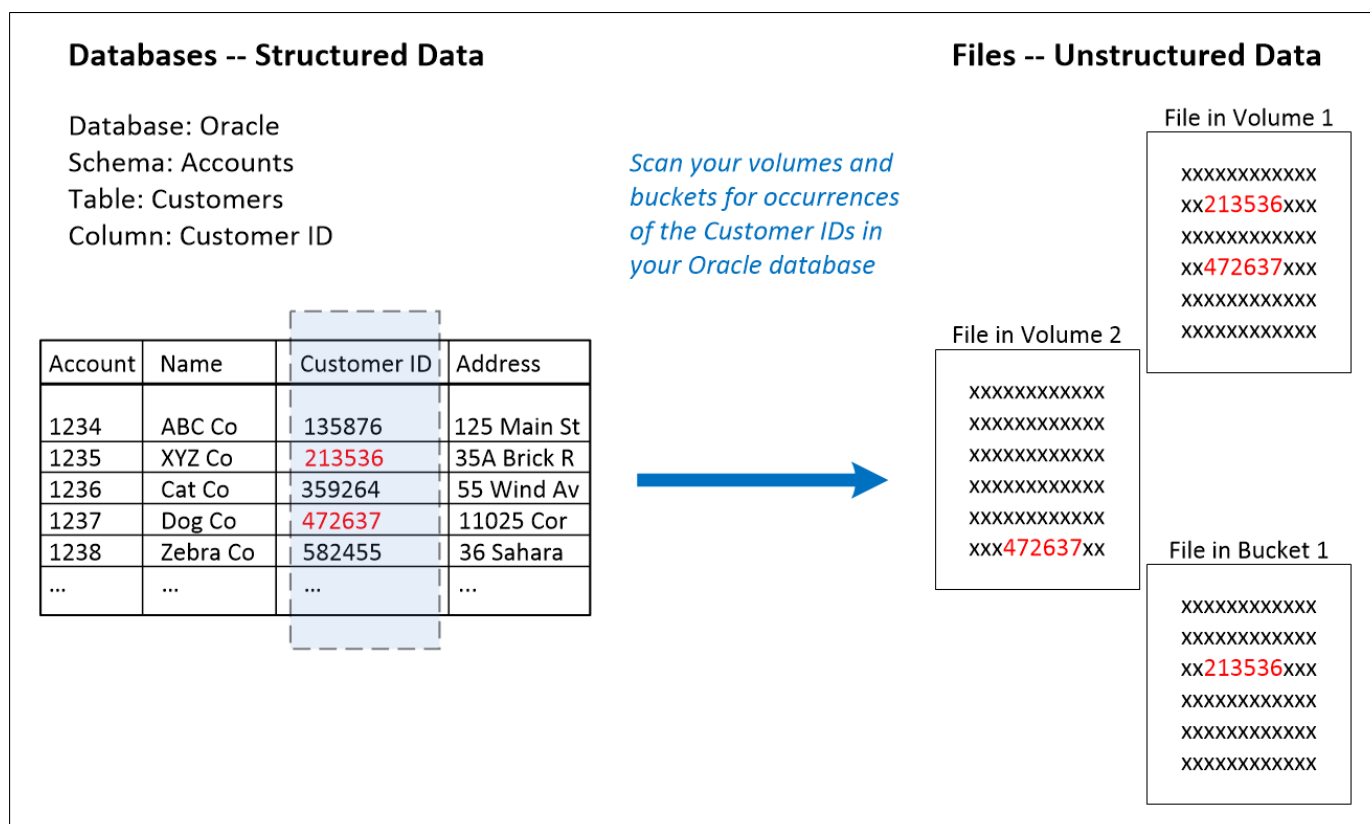 Databases -- Structured Data
Database: Oracle
Schema: Accounts
Table: Customers
Column: Customer ID
Account Name Customer ID Address
1234 ABC Co 135876 125 Main St
1235 XYZ Co 213536 35A Brick R
1236 Cat Co 359264 55 Wind Av
1237 Dog Co 472637 11025 Cor
1238 Zebra Co 582455 36 Sahara
... ... ... ...
Scan your volumes and
buckets for occurrences
of the Customer IDs in
your Oracle database
Files -- Unstructured Data
File in Volume 1
xxxxxxxxxxxx
xx213536xxx
xxxxxxxxxxxx
xx472637xxx
xxxxxxxxxxxx
xxxxxxxxxxxx
File in Volume 2
xxxxxxxxxxxx
xxxxxxxxxxxx
xxxxxxxxxxxx
xxxxxxxxxxxx
xxxxxxxxxxxx
xxx472637xx
File in Bucket 1
xxxxxxxxxxxx
xxxxxxxxxxxx
xx213536xxx
xxxxxxxxxxxx
xxxxxxxxxxxx
xxxxxxxxxxxx